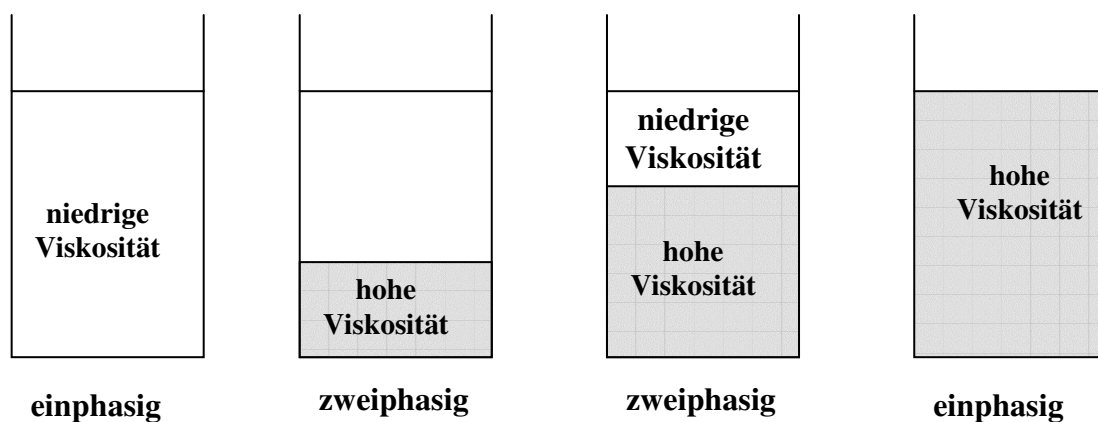 niedrige
Viskosität
einphasig
hohe
Viskosität
zweiphasig
niedrige
Viskosität
hohe
Viskosität
zweiphasig
hohe
Viskosität
einphasig